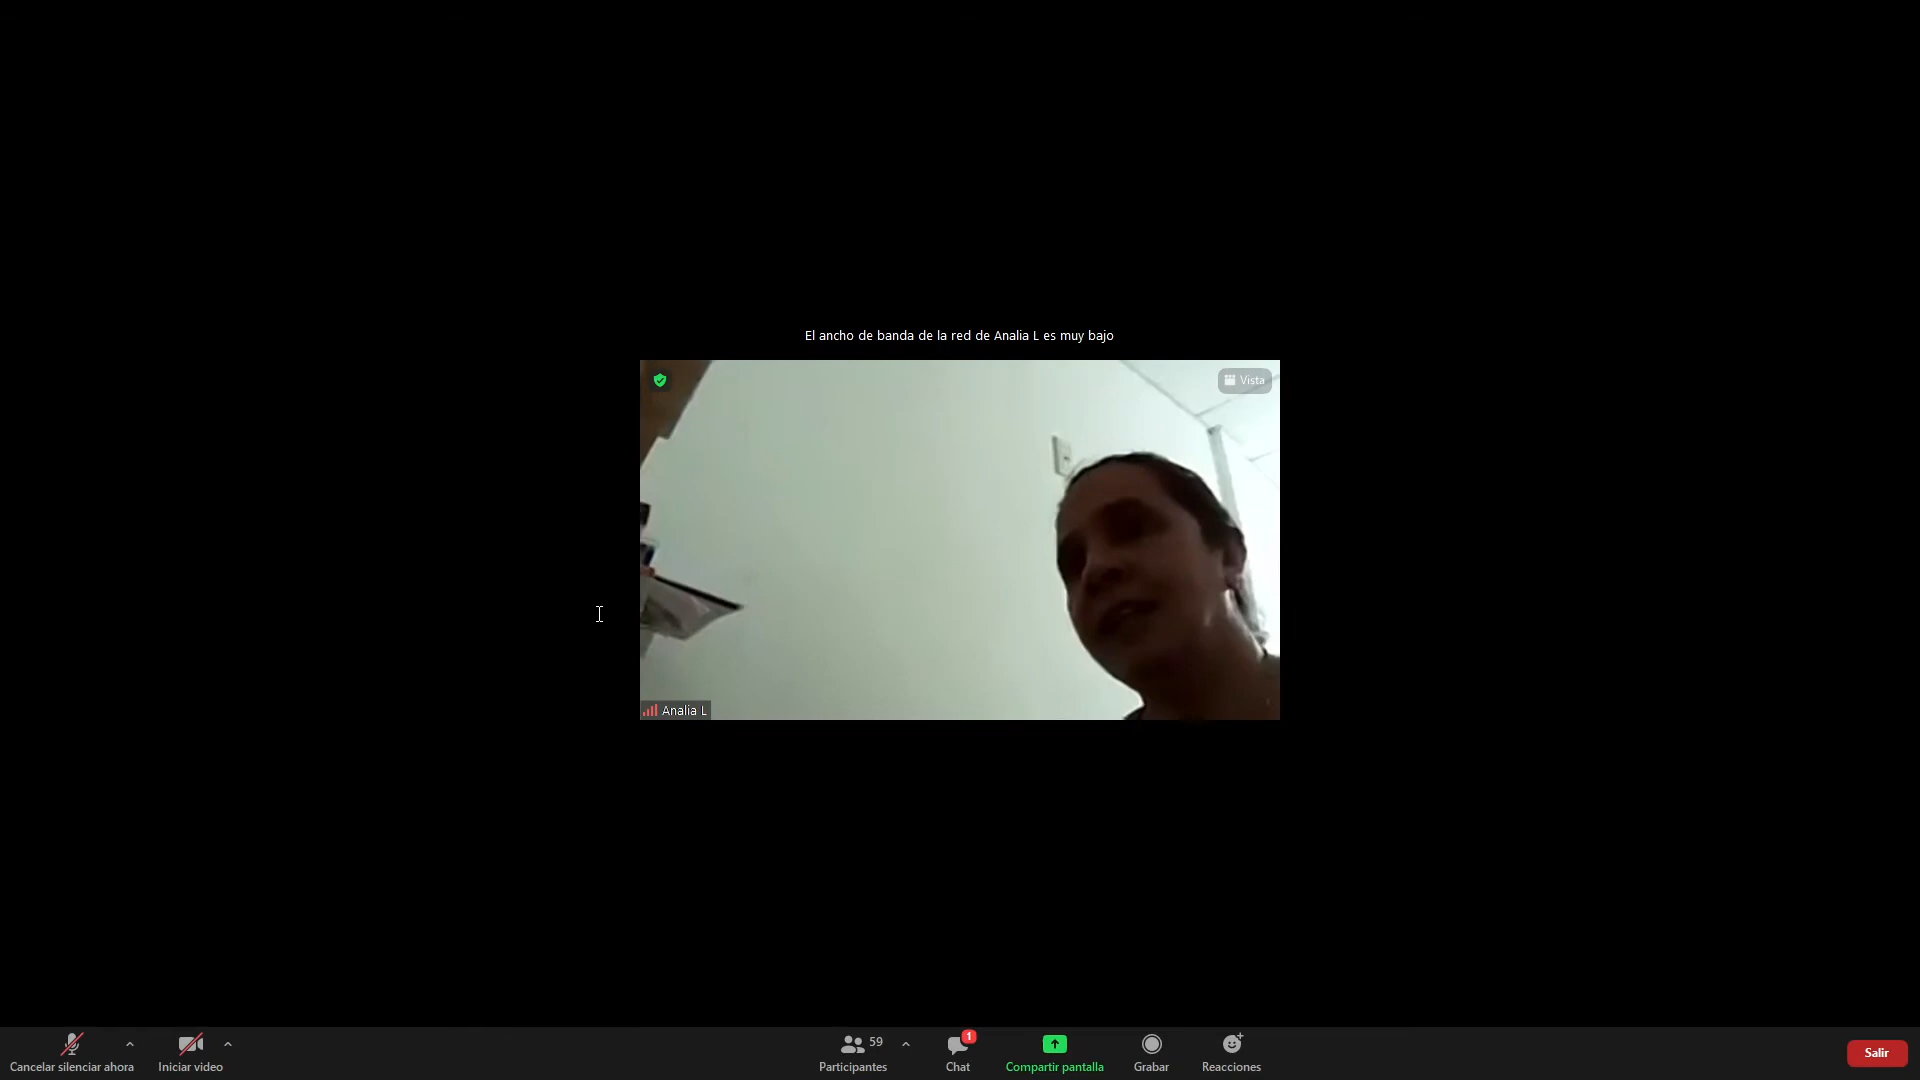 El ancho de banda de la red de Analia L es muy bajo
Vista
Analia L
59
1
Cancelar silenciar ahora
Iniciar video
Participantes
Chat
Compartir pantalla
Grabar
Reacciones
Salir